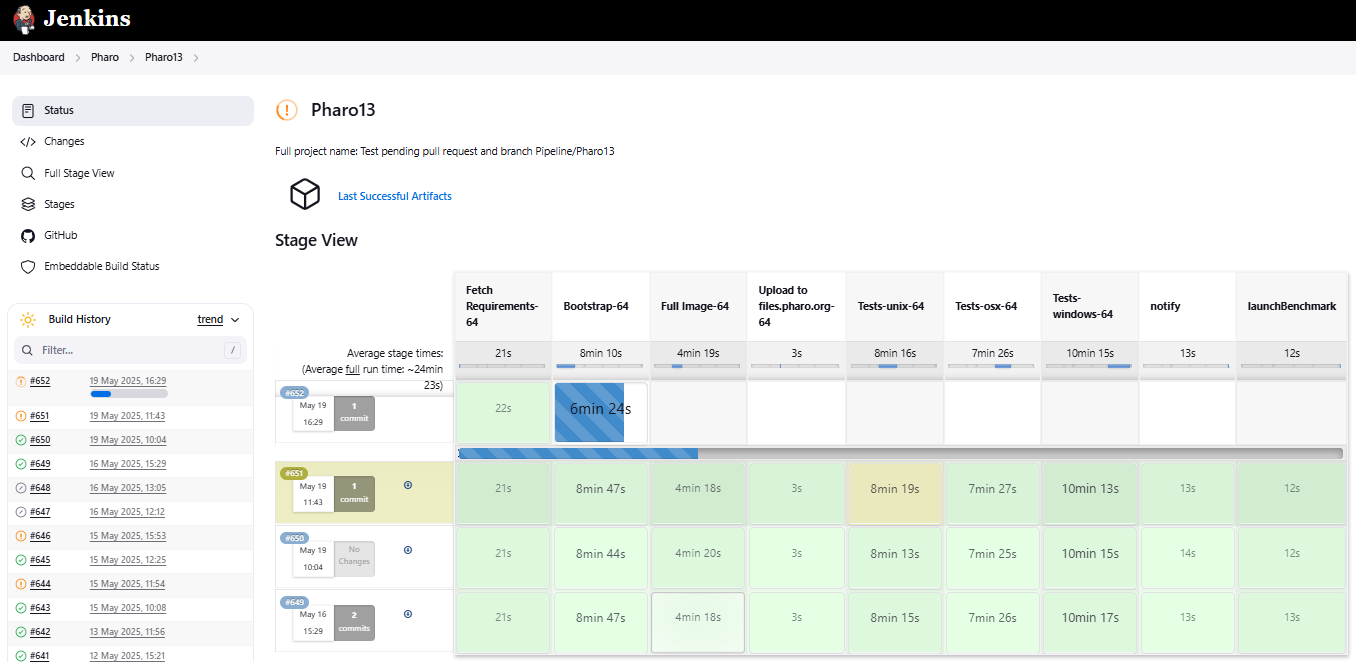 Jenkins
Dashboard
Pharo
Pharo13
Status
Changes
Full Stage View
Stages
GitHub
Embeddable Build Status
Build History
trend
Filter...
/
#652
19 May 2025, 16:29
#651
19 May 2025, 11:43
#650
19 May 2025, 10:04
#649
16 May 2025, 15:29
#648
16 May 2025, 13:05
#647
16 May 2025, 12:12
#646
15 May 2025, 15:53
#645
15 May 2025, 12:25
#644
15 May 2025, 11:54
#643
15 May 2025, 10:08
#642
13 May 2025, 11:56
#641
12 May 2025, 15:21
Pharo13
Full project name: Test pending pull request and branch Pipeline/Pharo13
Last Successful Artifacts
Stage View
Fetch
Requirements-
64
Bootstrap-64
Full Image-64
Upload to
files.pharo.org-
64
Tests-unix-64
Tests-osx-64
Tests-
windows-64
notify
launchBenchmark
Average stage times:
(Average full run time: ~24min
23s)
21s
8min 10s
4min 19s
3s
8min 16s
7min 26s
10min 15s
13s
12s
#652
May 19
16:29
1
commit
22s
6min 24s
#651
May 19
11:43
1
commit
21s
8min 47s
4min 18s
3s
8min 19s
7min 27s
10min 13s
13s
12s
#650
May 19
10:04
No
Changes
21s
8min 44s
4min 20s
3s
8min 13s
7min 25s
10min 15s
14s
12s
#649
May 16
15:29
2
commits
21s
8min 47s
4min 18s
3s
8min 15s
7min 26s
10min 17s
13s
13s